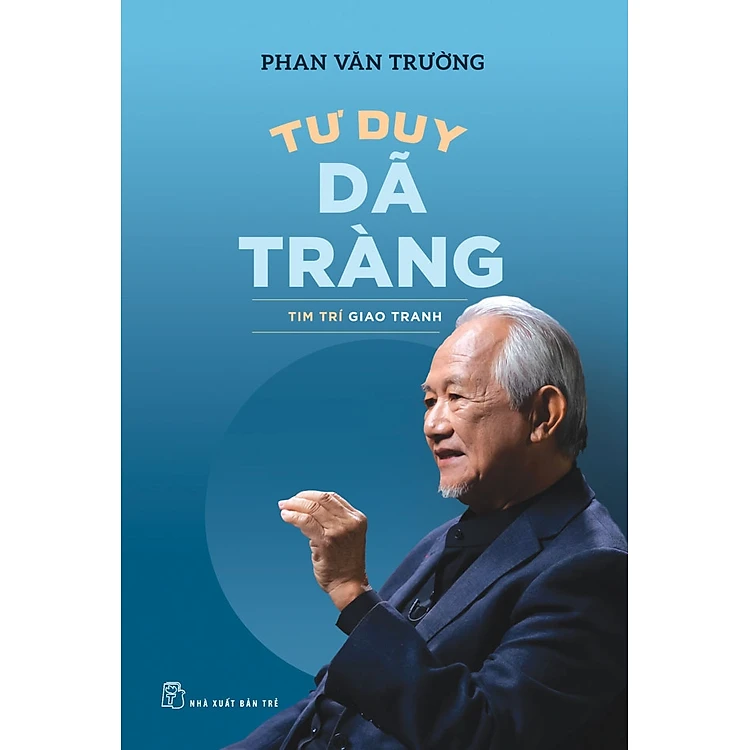 PHAN VĂN TRƯỜNG
TƯ DUY
DÃ
TRÀNG
TIM TRÍ GIAO TRANH
NHÀ XUẤT BẢN TRẺ